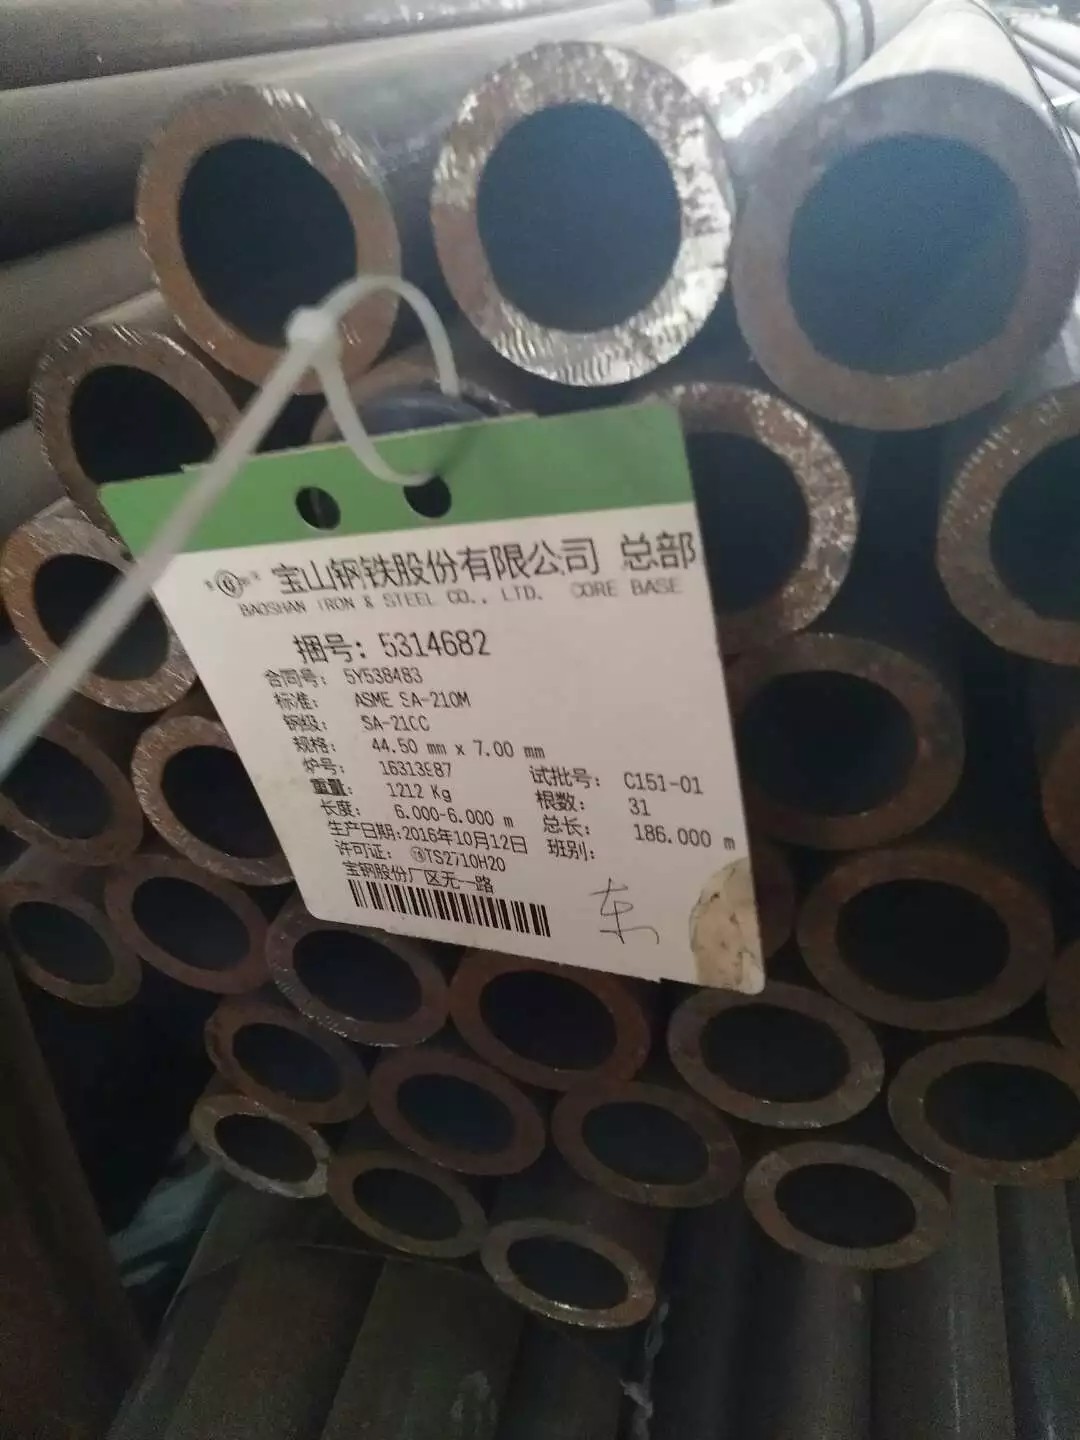 宝山钢铁股份有限公司 总部
BAOSHAN IRON & STEEL CO., LTD. CORE BASE
捆号: 5314682
合同号: 5Y538483
标准: ASME SA-210M
钢级: SA-210C
规格: 44.50 mm x 7.00 mm
炉号: 16313987 试批号: C151-01
重量: 1212 Kg 根数: 31
长度: 6.000-6.000 m 总长: 186.000 m
生产日期:2016年10月12日 班别:
许可证: TS2710H20
宝钢股份厂区无一路
东